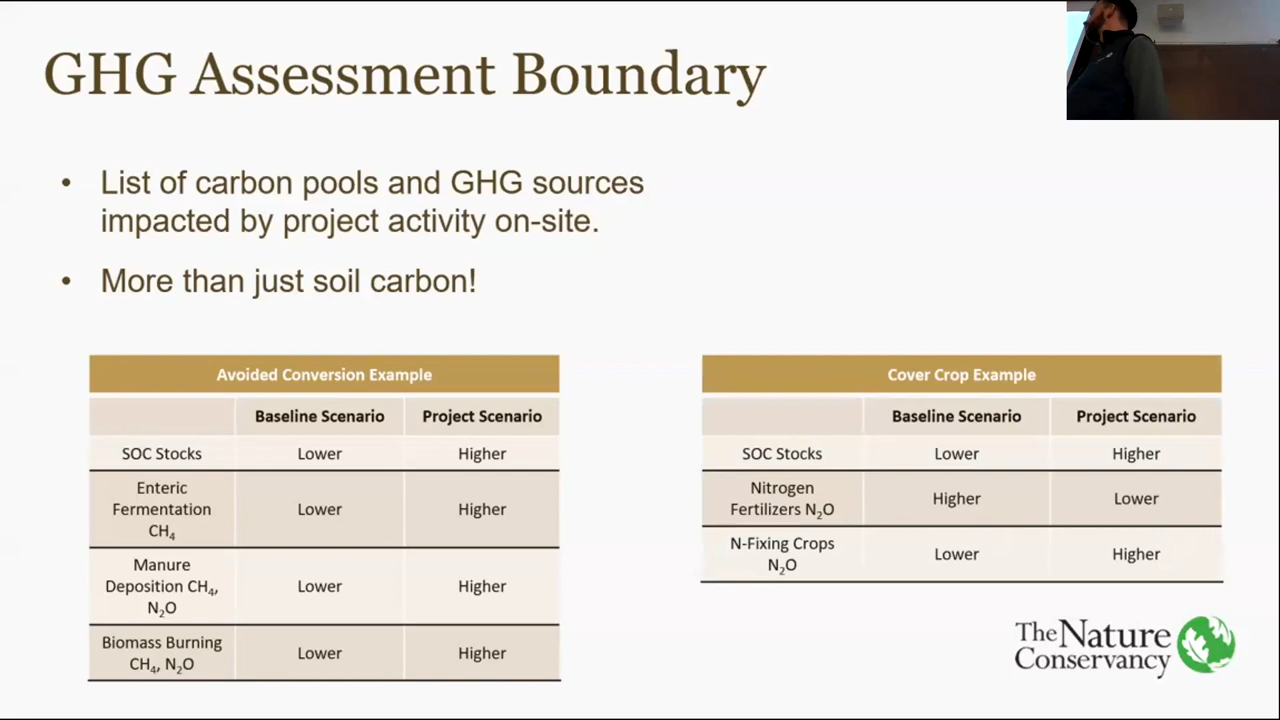 GHG Assessment Boundary
• List of carbon pools and GHG sources
impacted by project activity on-site.
• More than just soil carbon!
Avoided Conversion Example
Baseline Scenario Project Scenario
SOC Stocks Lower Higher
Enteric
Fermentation
CH₄ Lower Higher
Manure
Deposition CH₄,
N₂O Lower Higher
Biomass Burning
CH₄, N₂O Lower Higher
Cover Crop Example
Baseline Scenario Project Scenario
SOC Stocks Lower Higher
Nitrogen
Fertilizers N₂O Higher Lower
N-Fixing Crops
N₂O Lower Higher
The Nature
Conservancy